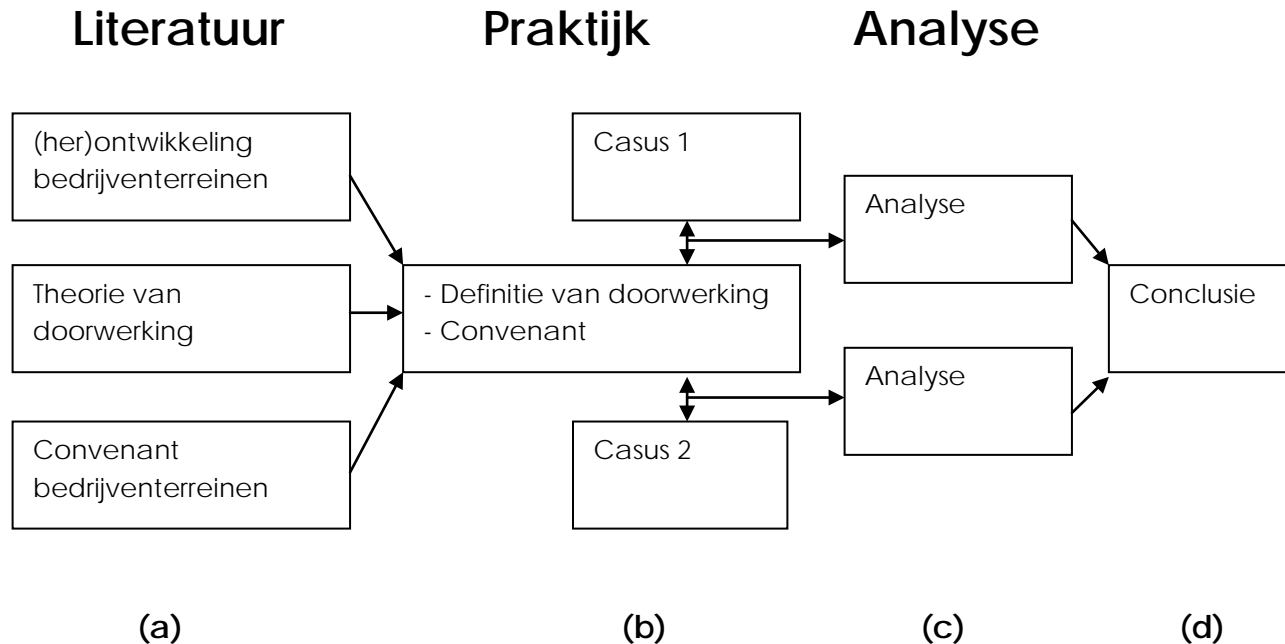 Literatuur
Praktijk
Analyse
(her)ontwikkeling
bedrijventerreinen
Theorie van
doorwerking
Convenant
bedrijventerreinen
Casus 1
- Definitie van doorwerking
- Convenant
Casus 2
Analyse
Analyse
Conclusie
(a)
(b)
(c)
(d)